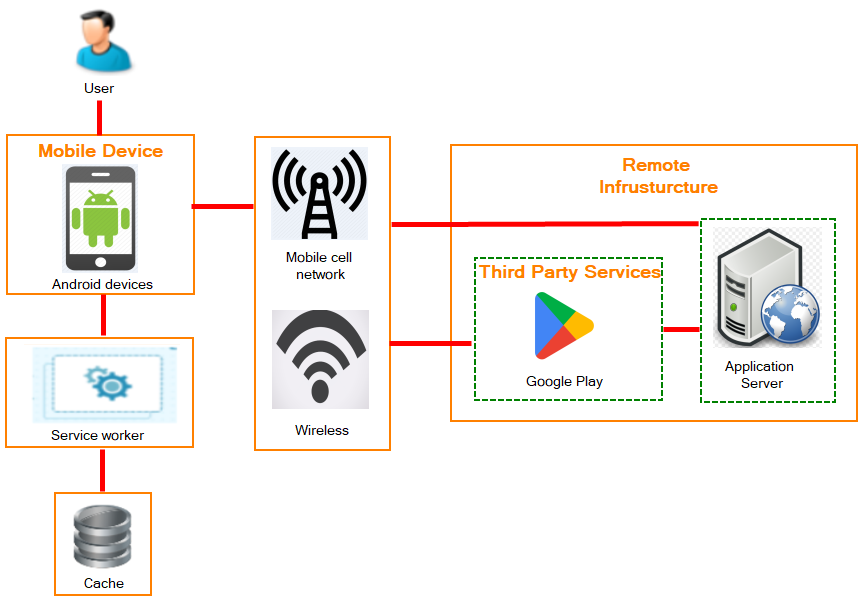 User
Mobile Device
Android devices
Service worker
Cache
Mobile cell
network
Wireless
Remote
Infrusturcture
Third Party Services
Google Play
Application
Server